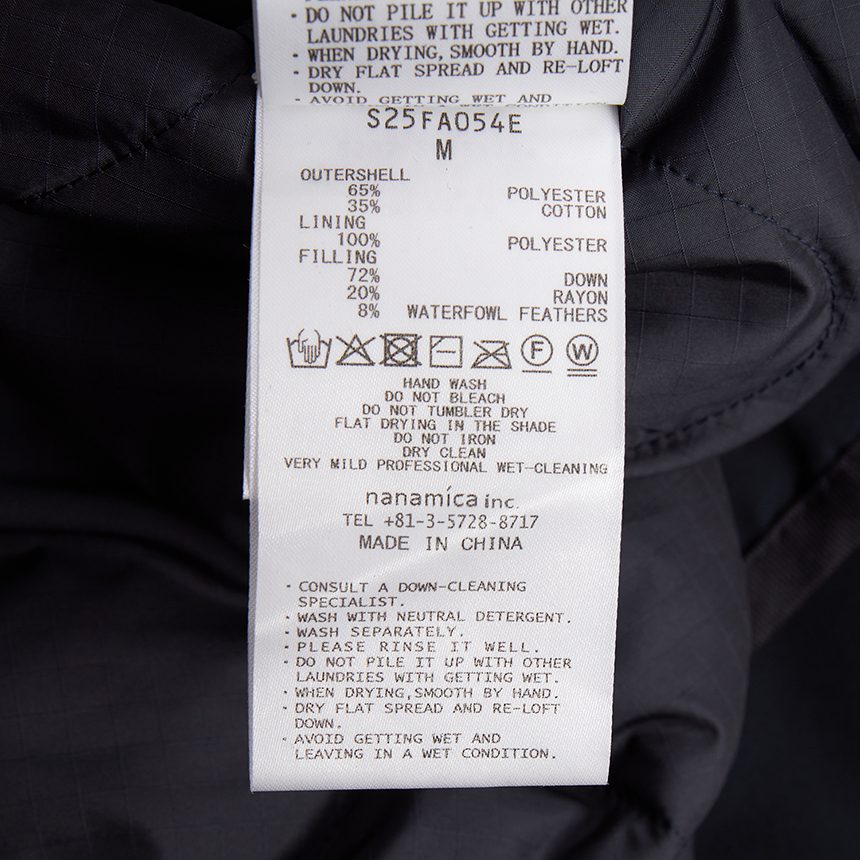 · DO NOT PILE IT UP WITH OTHER
LAUNDRIES WITH GETTING WET.
· WHEN DRYING,SMOOTH BY HAND.
· DRY FLAT SPREAD AND RE-LOFT
DOWN.
· AVOID GETTING WET AND
S25FA054E
M
OUTERSHELL
65% POLYESTER
35% COTTON
LINING
100% POLYESTER
FILLING
72% DOWN
20% RAYON
8% WATERFOWL FEATHERS
F W
HAND WASH
DO NOT BLEACH
DO NOT TUMBLER DRY
FLAT DRYING IN THE SHADE
DO NOT IRON
DRY CLEAN
VERY MILD PROFESSIONAL WET-CLEANING
nanamica inc.
TEL +81-3-5728-8717
MADE IN CHINA
· CONSULT A DOWN-CLEANING
SPECIALIST.
· WASH WITH NEUTRAL DETERGENT.
· WASH SEPARATELY.
· PLEASE RINSE IT WELL.
· DO NOT PILE IT UP WITH OTHER
LAUNDRIES WITH GETTING WET.
· WHEN DRYING,SMOOTH BY HAND.
· DRY FLAT SPREAD AND RE-LOFT
DOWN.
· AVOID GETTING WET AND
LEAVING IN A WET CONDITION.